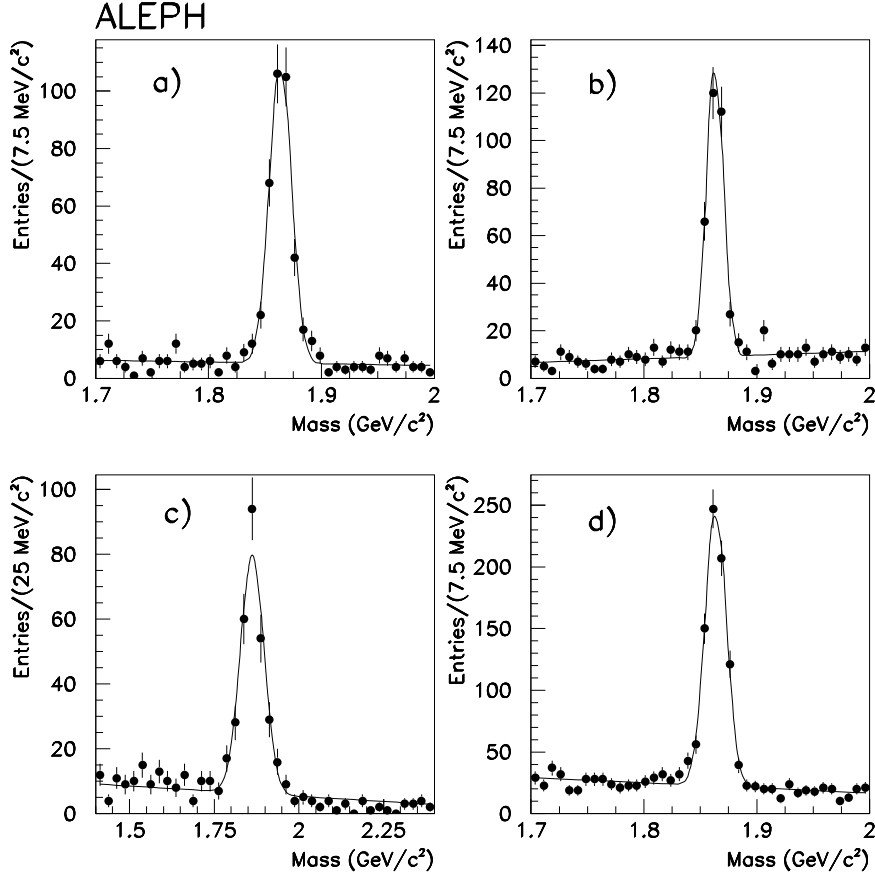 ALEPH
a)
Entries/(7.5 MeV/c²)
100
80
60
40
20
0
1.7 1.8 1.9 2
Mass (GeV/c²)
b)
Entries/(7.5 MeV/c²)
140
120
100
80
60
40
20
0
1.7 1.8 1.9 2
Mass (GeV/c²)
c)
Entries/(25 MeV/c²)
100
80
60
40
20
0
1.5 1.75 2 2.25
Mass (GeV/c²)
d)
Entries/(7.5 MeV/c²)
250
200
150
100
50
0
1.7 1.8 1.9 2
Mass (GeV/c²)